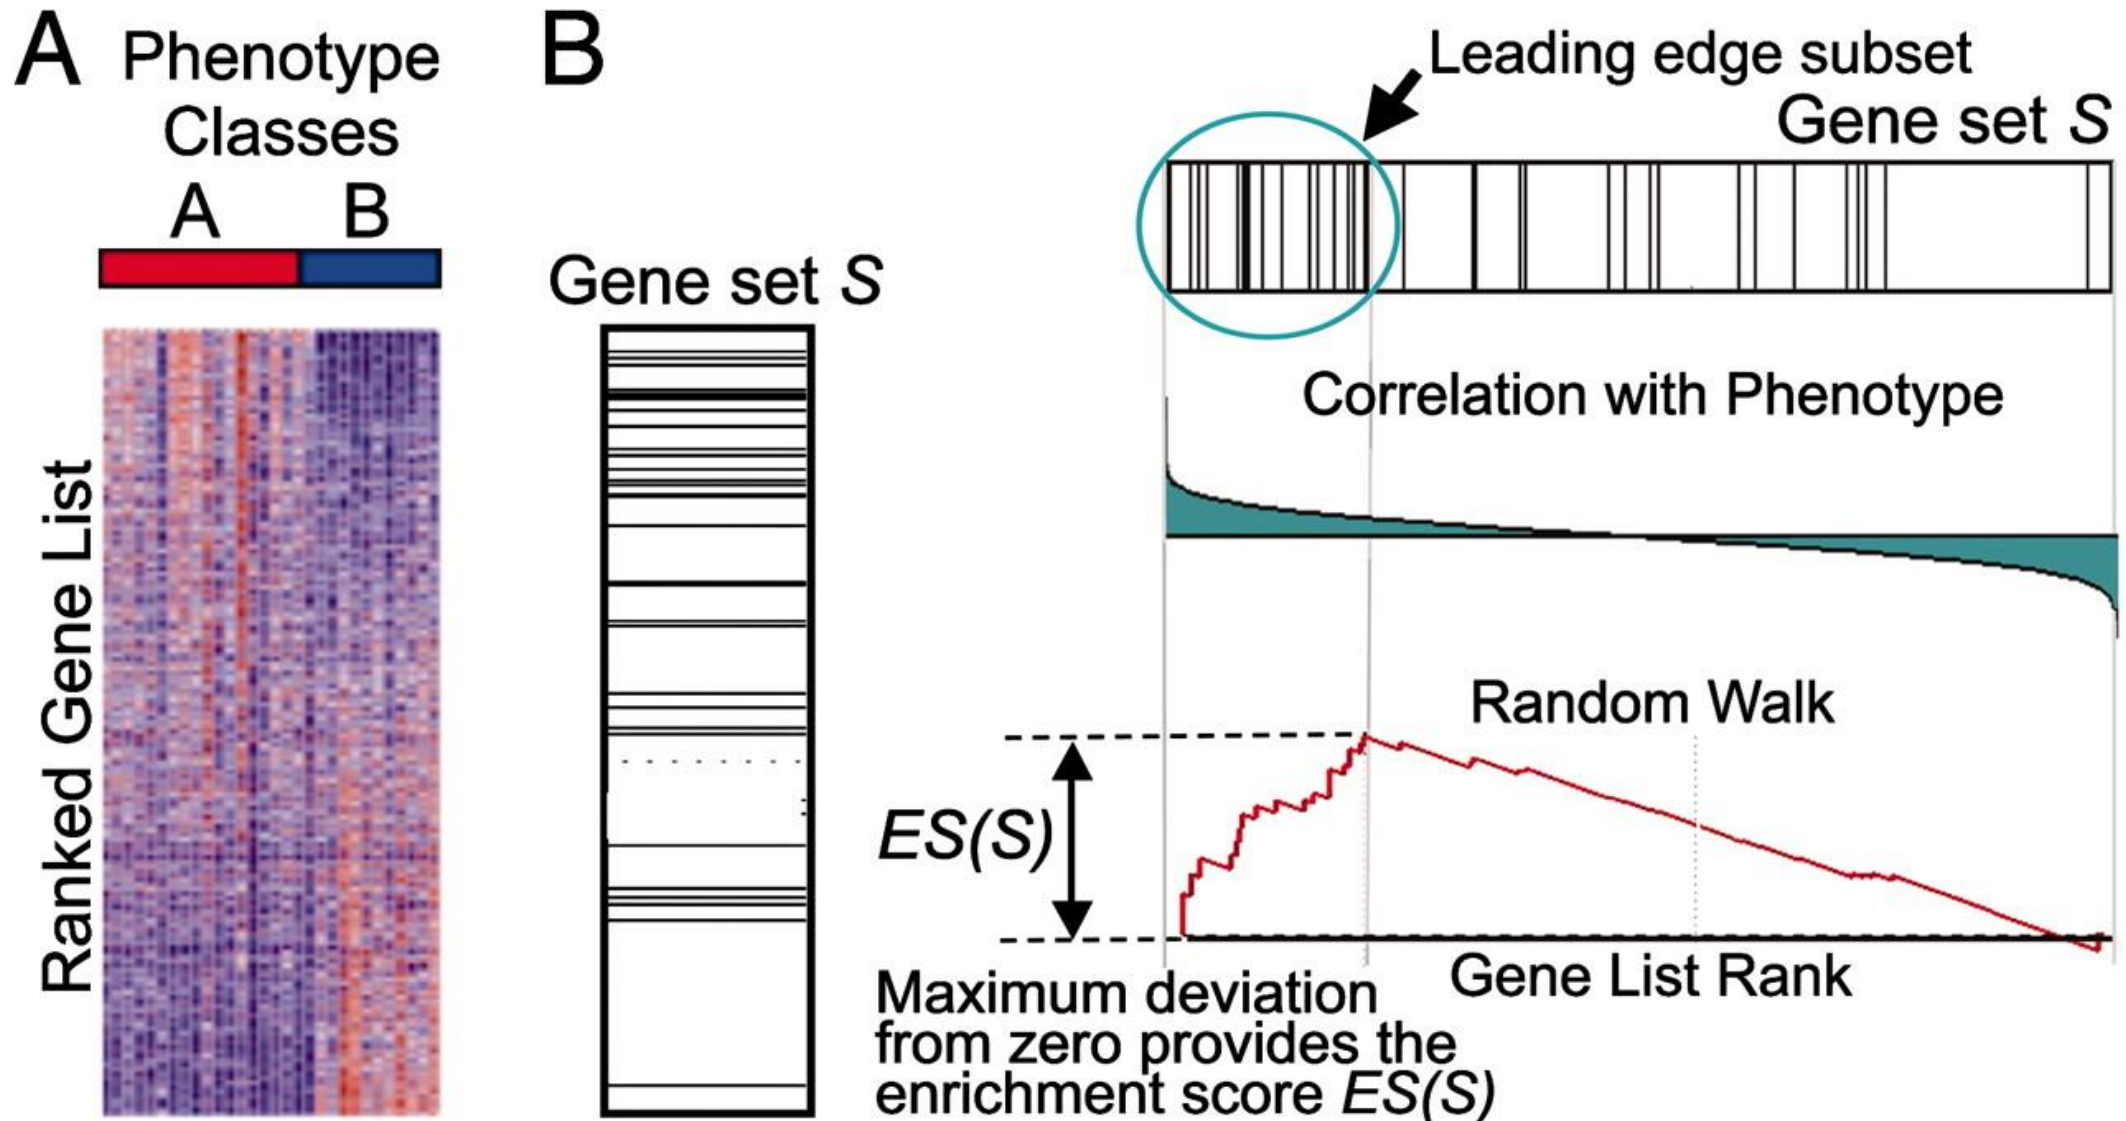 A
Phenotype
Classes
A B
Ranked Gene List
B
Gene set S
Leading edge subset
Gene set S
Correlation with Phenotype
Random Walk
ES(S)
Gene List Rank
Maximum deviation
from zero provides the
enrichment score ES(S)